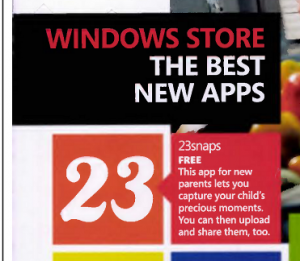 WINDOWS STORE
THE BEST
NEW APPS
23
23snaps
FREE
This app for new
parents lets you
capture your child's
precious moments.
You can then upload
and share them, too.